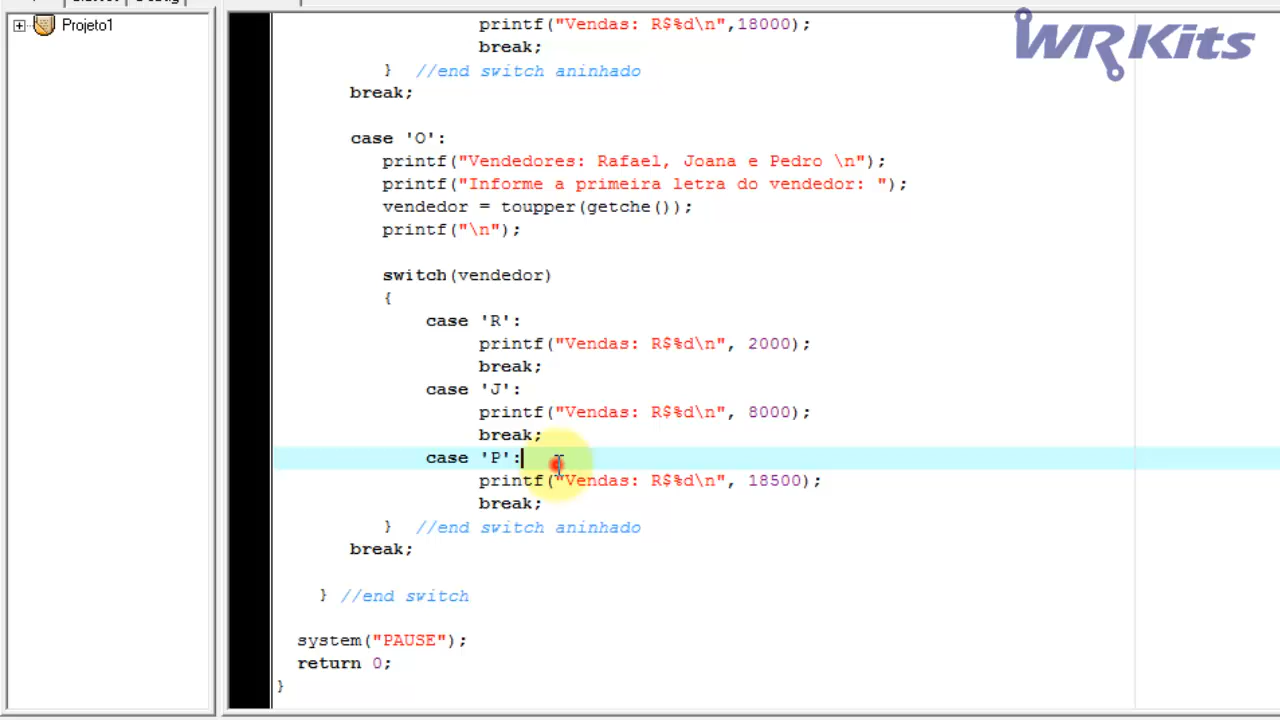 Projeto1
WR Kits
printf("Vendas: R$%d\n",18000);
break;
} //end switch aninhado
break;
case 'O':
printf("Vendedores: Rafael, Joana e Pedro \n");
printf("Informe a primeira letra do vendedor: ");
vendedor = toupper(getche());
printf("\n");
switch(vendedor)
{
case 'R':
printf("Vendas: R$%d\n", 2000);
break;
case 'J':
printf("Vendas: R$%d\n", 8000);
break;
case 'P':
printf("Vendas: R$%d\n", 18500);
break;
} //end switch aninhado
break;
} //end switch
system("PAUSE");
return 0;
}